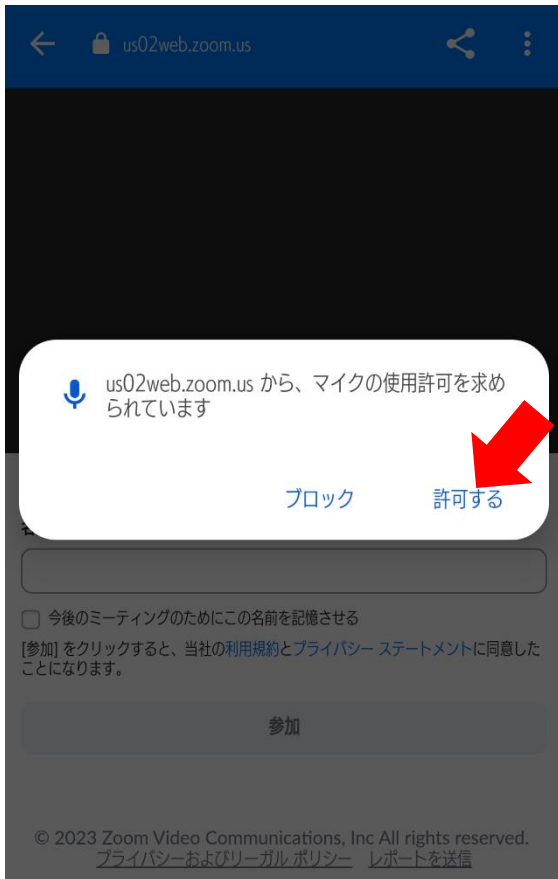 us02web.zoom.us
us02web.zoom.us から、マイクの使用許可を求め
られています
ブロック
許可する
今後のミーティングのためにこの名前を記憶させる
[参加] をクリックすると、当社の利用規約とプライバシー ステートメントに同意した
ことになります。
参加
© 2023 Zoom Video Communications, Inc All rights reserved.
プライバシーおよびリーガル ポリシー レポートを送信